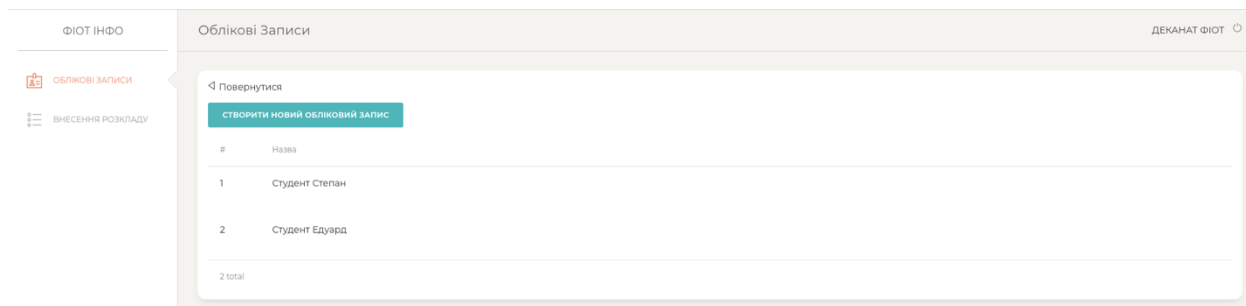 ФІОТ ІНФО
Облікові Записи
ДЕКАНАТ ФІОТ
ОБЛІКОВІ ЗАПИСИ
ВНЕСЕННЯ РОЗКЛАДУ
Повернутися
СТВОРИТИ НОВИЙ ОБЛІКОВИЙ ЗАПИС
# Назва
1 Студент Степан
2 Студент Едуард
2 total